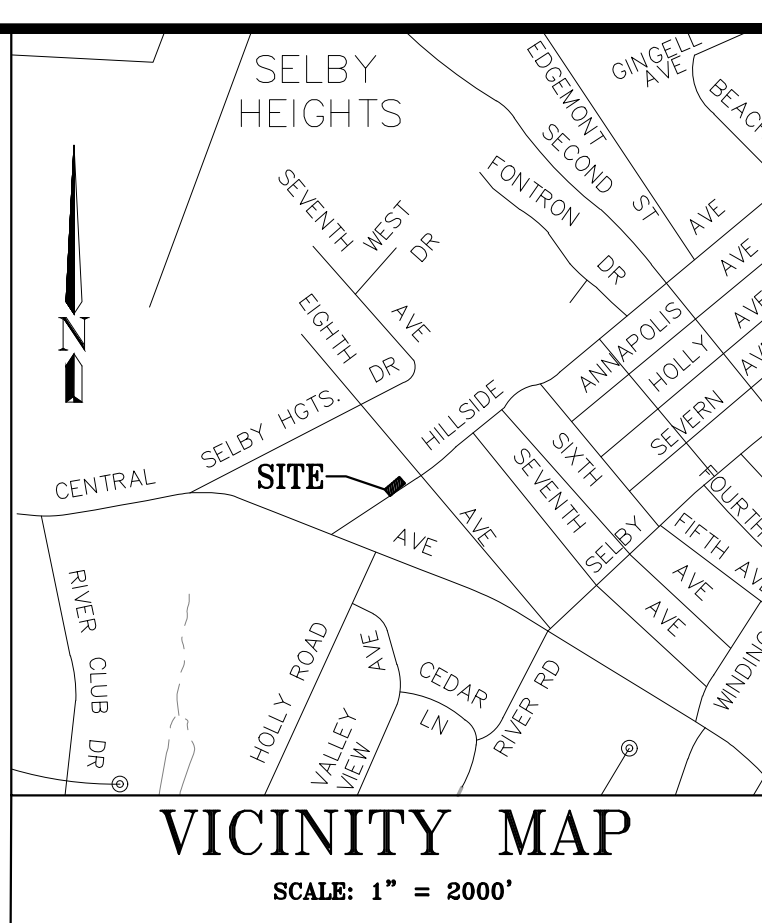 SELBY
HEIGHTS
EDGEMONT
GINGELL
AVE
BEACH
SECOND ST
FONTRON DR
SEVENTH AVE
WEST DR
AVE
AVE
AVE
EIGHTH AVE
DR
ANNAPOLIS
HOLLY
SEVERN
HILLSIDE
SELBY HGTS.
CENTRAL AVE
SITE
SIXTH
SEVENTH
SELBY
FOURTH
FIFTH AVE
AVE
AVE
N
RIVER CLUB DR
HOLLY ROAD
AVE
VALLEY
VIEW
CEDAR
LN
RIVER RD
WINDING
VICINITY MAP
SCALE: 1" = 2000'